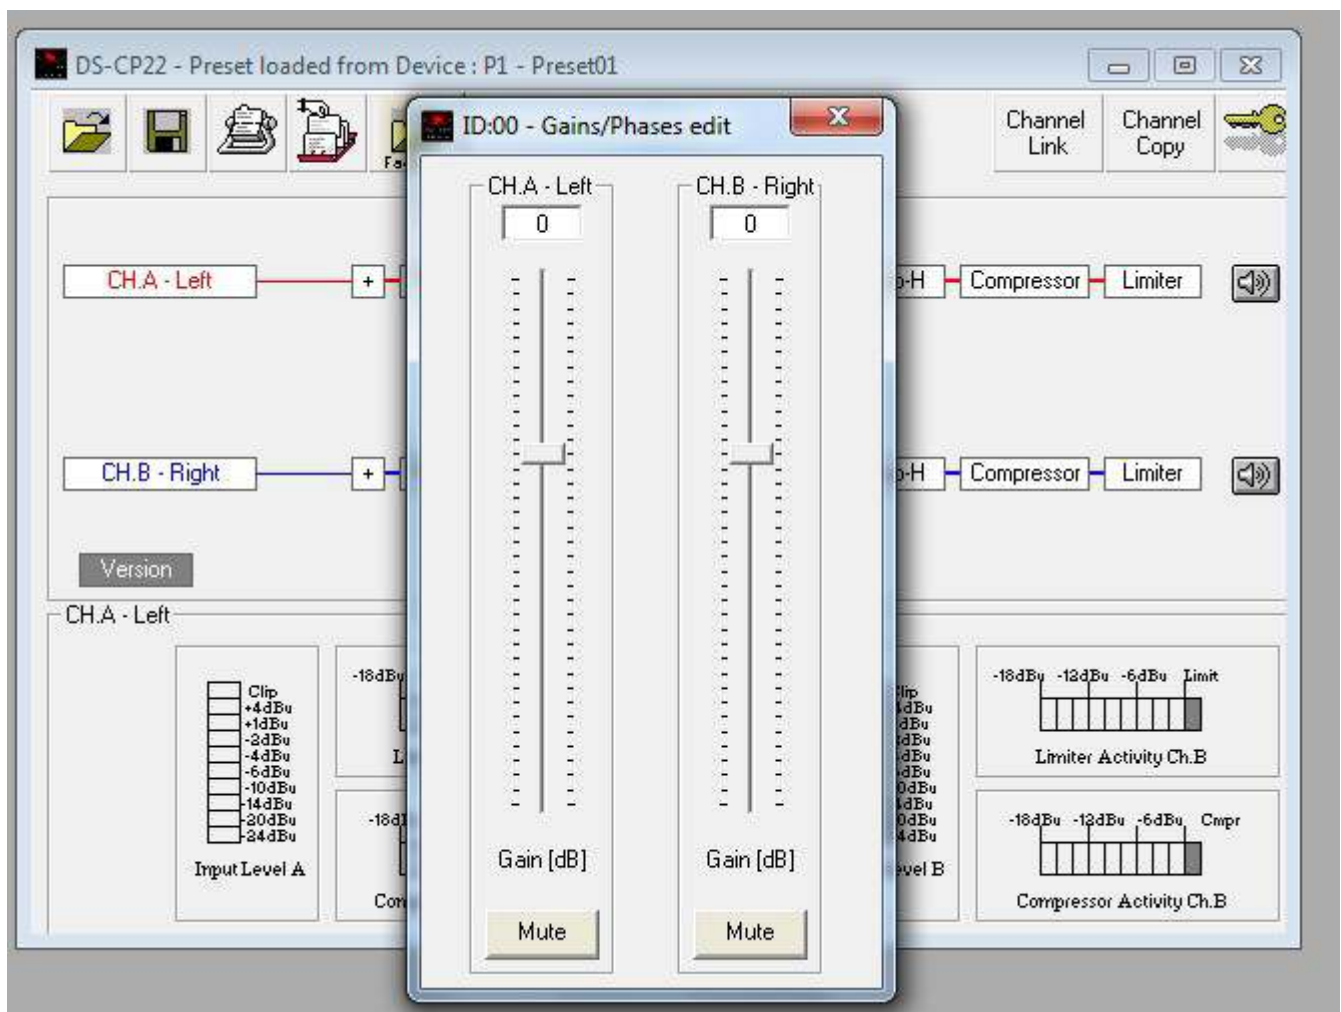 DS-CP22 - Preset loaded from Device : P1 - Preset01
ID:00 - Gains/Phases edit
Channel Link
Channel Copy
CH.A - Left
CH.B - Right
0
0
CH.A - Left
+
Compressor
Limiter
CH.B - Right
+
Compressor
Limiter
Version
CH.A - Left
Clip
+4dBu
+1dBu
-2dBu
-4dBu
-6dBu
-10dBu
-14dBu
-20dBu
-24dBu
Input Level A
Gain [dB]
Gain [dB]
Mute
Mute
-18dBu -12dBu -6dBu Limit
Limiter Activity Ch.B
-18dBu -12dBu -6dBu Cmpr
Compressor Activity Ch.B